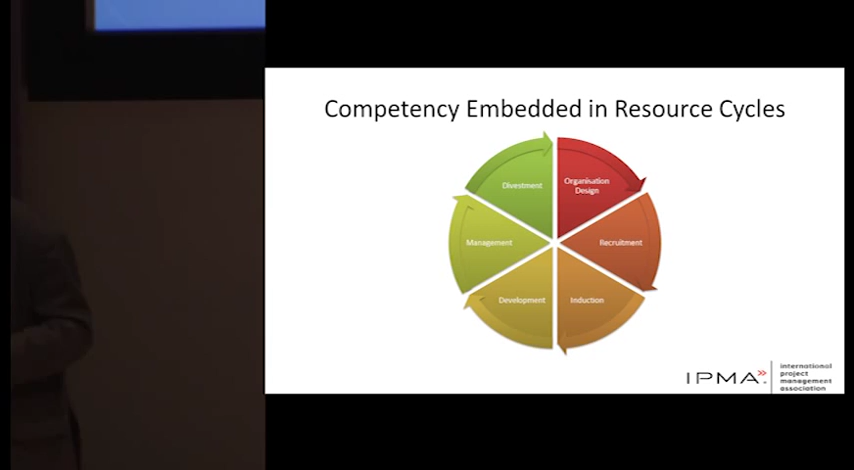 Competency Embedded in Resource Cycles
Divestment
Organisation
Design
Management
Recruitment
Development
Induction
IPMA
international
project
management
association